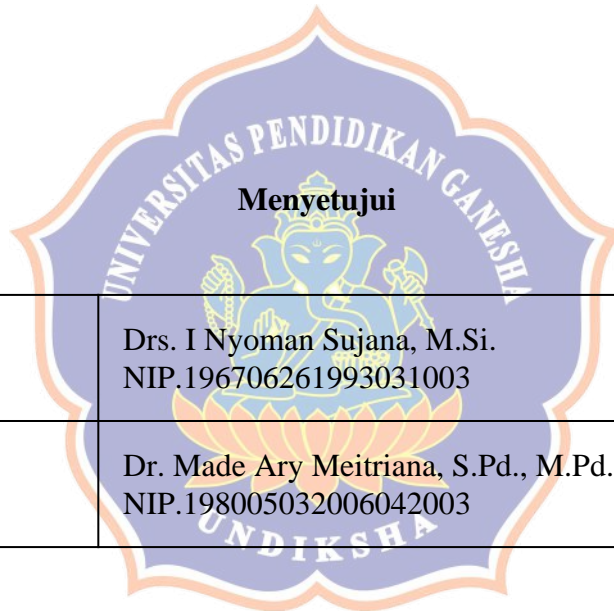 UNIVERSITAS PENDIDIKAN GANESHA
Menyetujui
Drs. I Nyoman Sujana, M.Si.
NIP.196706261993031003
Dr. Made Ary Meitriana, S.Pd., M.Pd.
NIP.198005032006042003
UNDIKSHA